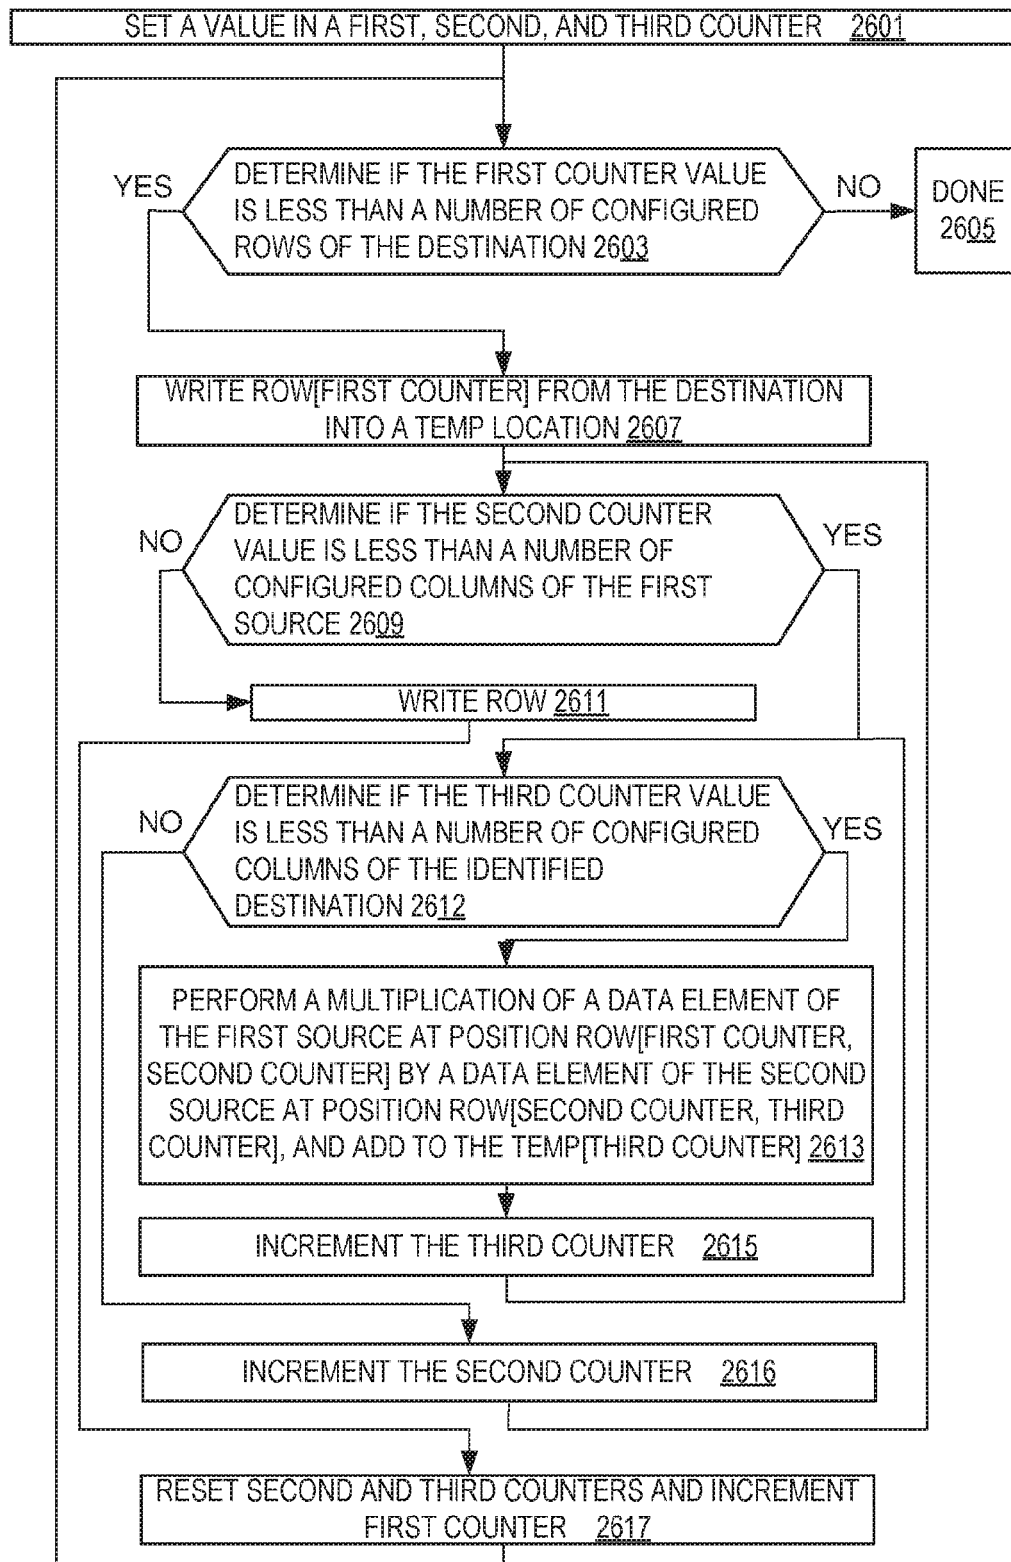 SET A VALUE IN A FIRST, SECOND, AND THIRD COUNTER 2601
YES
DETERMINE IF THE FIRST COUNTER VALUE
IS LESS THAN A NUMBER OF CONFIGURED
ROWS OF THE DESTINATION 2603
NO
DONE
2605
WRITE ROW[FIRST COUNTER] FROM THE DESTINATION
INTO A TEMP LOCATION 2607
NO
DETERMINE IF THE SECOND COUNTER
VALUE IS LESS THAN A NUMBER OF
CONFIGURED COLUMNS OF THE FIRST
SOURCE 2609
YES
WRITE ROW 2611
NO
DETERMINE IF THE THIRD COUNTER VALUE
IS LESS THAN A NUMBER OF CONFIGURED
COLUMNS OF THE IDENTIFIED
DESTINATION 2612
YES
PERFORM A MULTIPLICATION OF A DATA ELEMENT OF
THE FIRST SOURCE AT POSITION ROW[FIRST COUNTER,
SECOND COUNTER] BY A DATA ELEMENT OF THE SECOND
SOURCE AT POSITION ROW[SECOND COUNTER, THIRD
COUNTER], AND ADD TO THE TEMP[THIRD COUNTER] 2613
INCREMENT THE THIRD COUNTER 2615
INCREMENT THE SECOND COUNTER 2616
RESET SECOND AND THIRD COUNTERS AND INCREMENT
FIRST COUNTER 2617